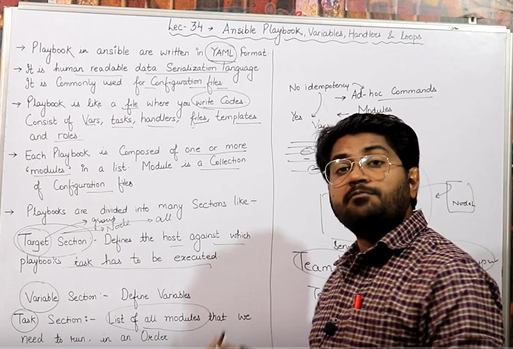 Lec-34 → Ansible Playbook, Variables, Handlers & Loops
→ Playbook in ansible are written in YAML Format
→ It is human readable data Serialization language
It is Commonly used for Configuration files
→ Playbook is like a file where you write Codes
Consist of Vars, tasks, handlers, files, templates
and roles
→ Each Playbook is Composed of one or more
'modules' in a list Module is a Collection
of Configuration files
→ Playbooks are divided into many Sections like:-
group
Node
all
Target Section:- Defines the host against which
playbooks task has to be executed
Variable Section:- Define Variables
Task Section:- List of all modules that we
need to run, in an Order
No idempotency
→ Ad-hoc Commands
Yes
Modules